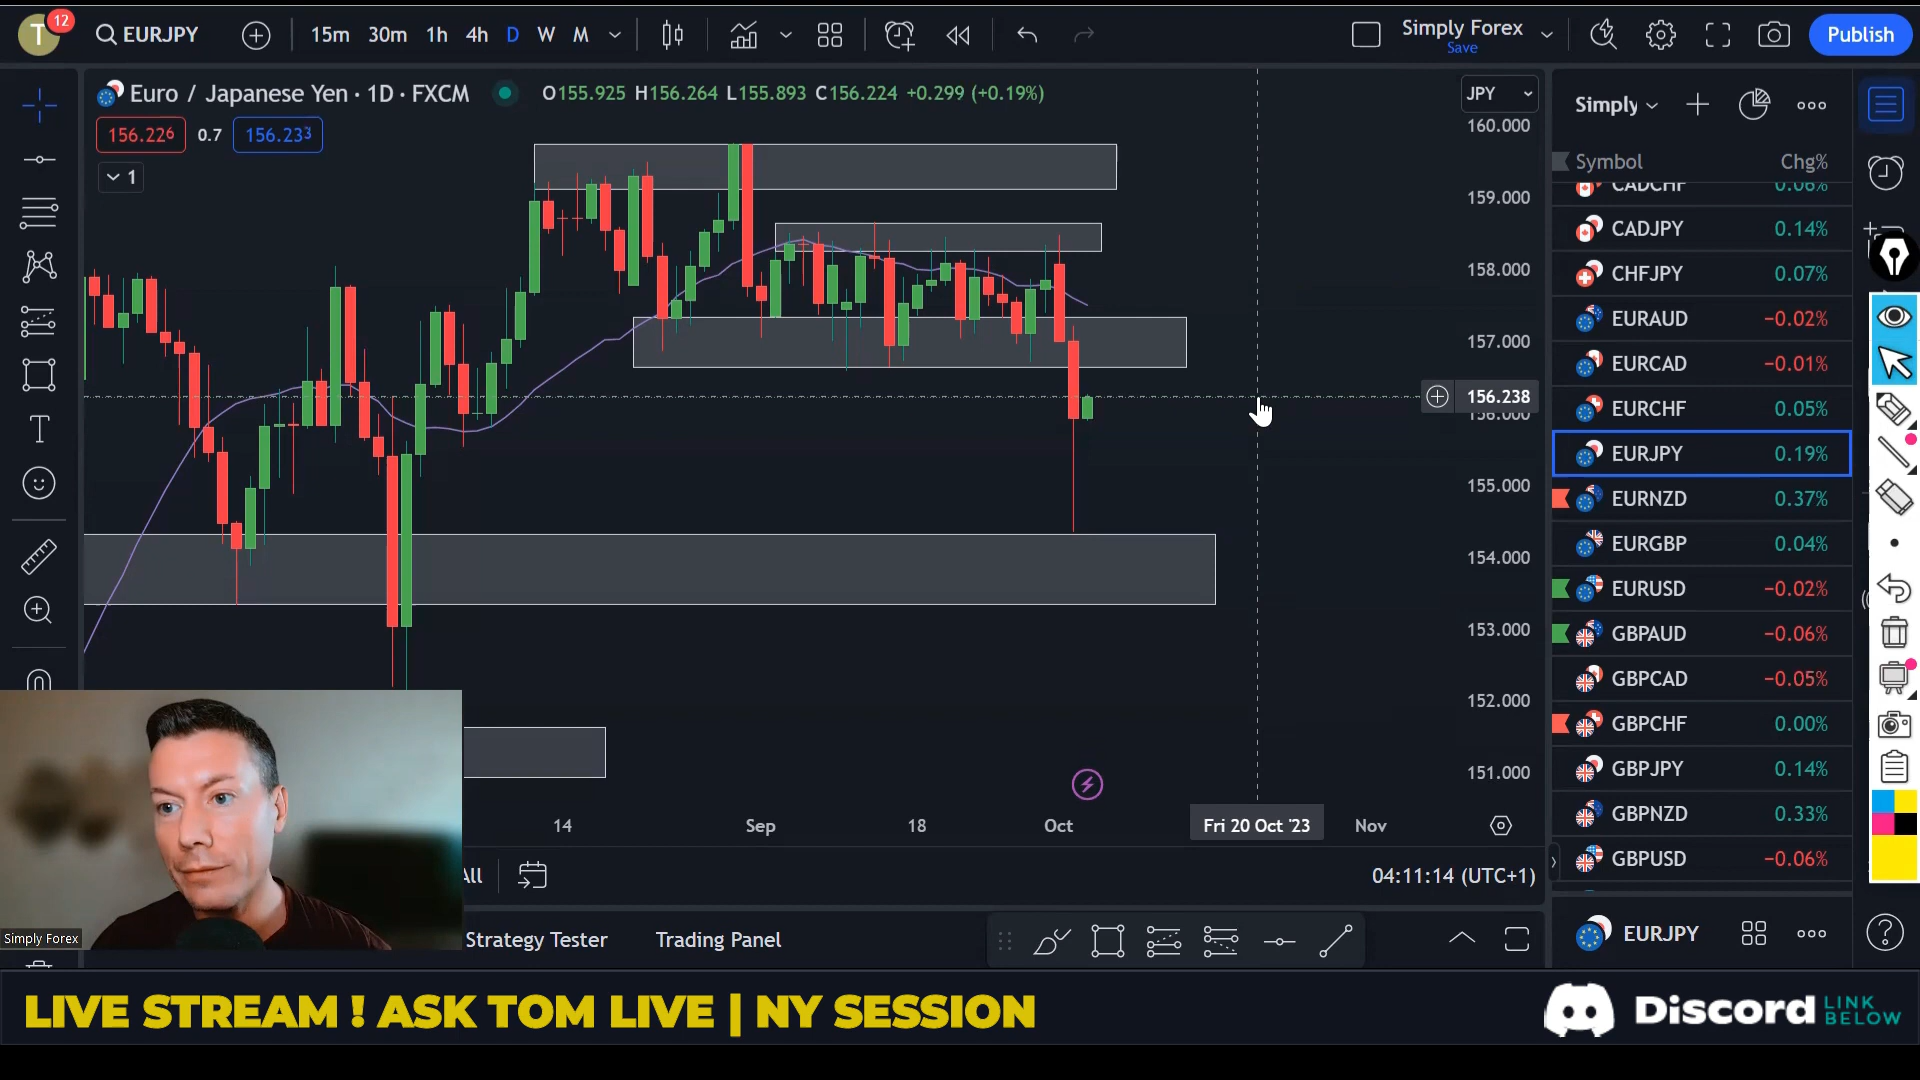 T
12
EURJPY
15m 30m 1h 4h D W M
Simply Forex
Save
Publish
Euro / Japanese Yen · 1D · FXCM
O155.925 H156.264 L155.893 C156.224 +0.299 (+0.19%)
156.226 0.7 156.233
1
JPY
160.000
159.000
158.000
157.000
156.238
156.000
155.000
154.000
153.000
152.000
151.000
14 Sep 18 Oct Fri 20 Oct '23 Nov
All
04:11:14 (UTC+1)
Strategy Tester Trading Panel
Simply
Symbol Chg%
CADCHF 0.06%
CADJPY 0.14%
CHFJPY 0.07%
EURAUD −0.02%
EURCAD −0.01%
EURCHF 0.05%
EURJPY 0.19%
EURNZD 0.37%
EURGBP 0.04%
EURUSD −0.02%
GBPAUD −0.06%
GBPCAD −0.05%
GBPCHF 0.00%
GBPJPY 0.14%
GBPNZD 0.33%
GBPUSD −0.06%
EURJPY
Simply Forex
LIVE STREAM ! ASK TOM LIVE | NY SESSION
Discord LINK
BELOW